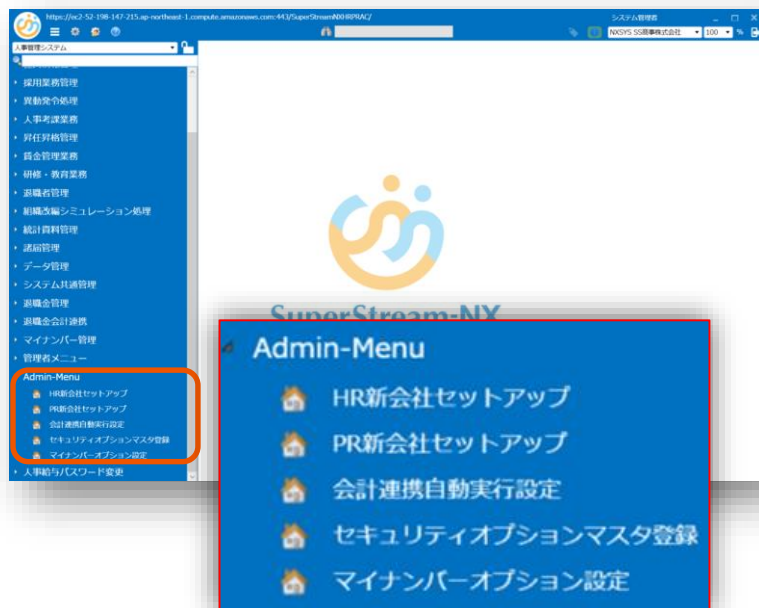 https://ec2-52-198-147-215.ap-northeast-1.compute.amazonaws.com:443/SuperStreamNXHRPRAC/
システム管理者
NXSYS SS商事株式会社
100
%
人事管理システム
採用業務管理
異動発令処理
人事考課業務
昇任昇格管理
賃金管理業務
研修・教育業務
退職者管理
組織改編シミュレーション処理
統計資料管理
諸届管理
データ管理
システム共通管理
退職金管理
退職金会計連携
マイナンバー管理
管理者メニュー
Admin-Menu
HR新会社セットアップ
PR新会社セットアップ
会計連携自動実行設定
セキュリティオプションマスタ登録
マイナンバーオプション設定
人事給与パスワード変更
SuperStream-NX
Admin-Menu
HR新会社セットアップ
PR新会社セットアップ
会計連携自動実行設定
セキュリティオプションマスタ登録
マイナンバーオプション設定